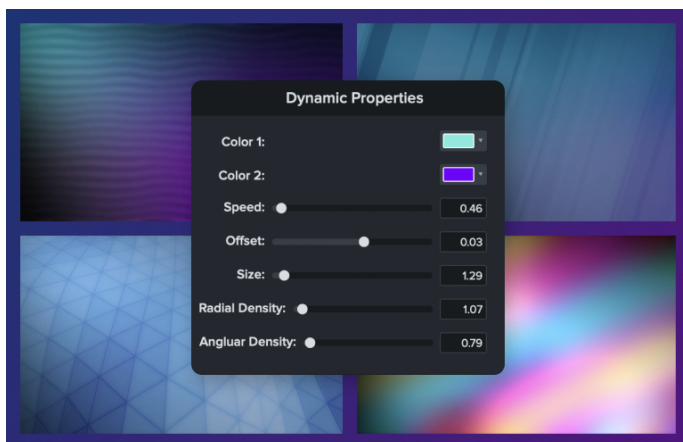 Dynamic Properties
Color 1:
Color 2:
Speed: 0.46
Offset: 0.03
Size: 1.29
Radial Density: 1.07
Angluar Density: 0.79